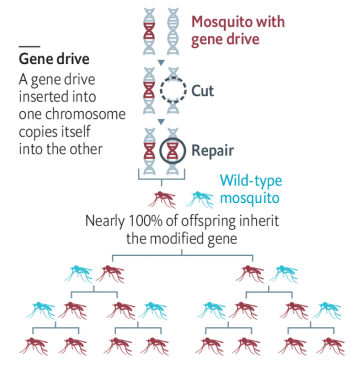 Mosquito with
gene drive
Gene drive
A gene drive
inserted into
one chromosome
copies itself
into the other
Cut
Repair
Wild-type
mosquito
Nearly 100% of offspring inherit
the modified gene